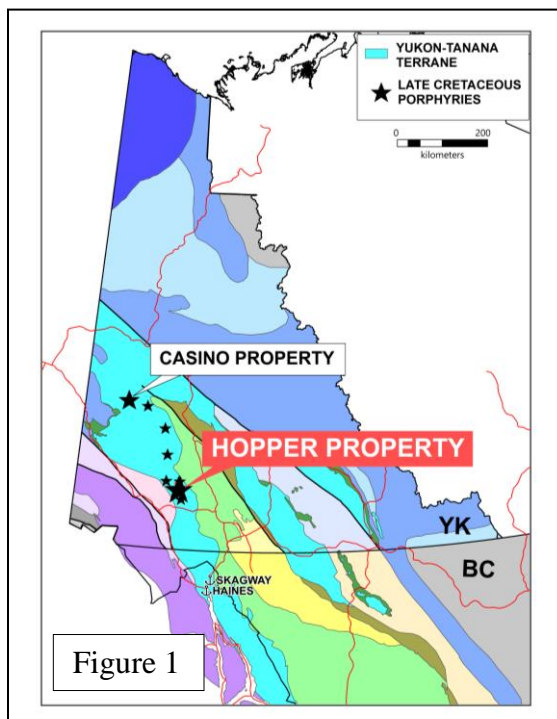 YUKON-TANANA
TERRANE
LATE CRETACEOUS
PORPHYRIES
0 200
kilometers
CASINO PROPERTY
HOPPER PROPERTY
YK
BC
SKAGWAY
HAINES
Figure 1